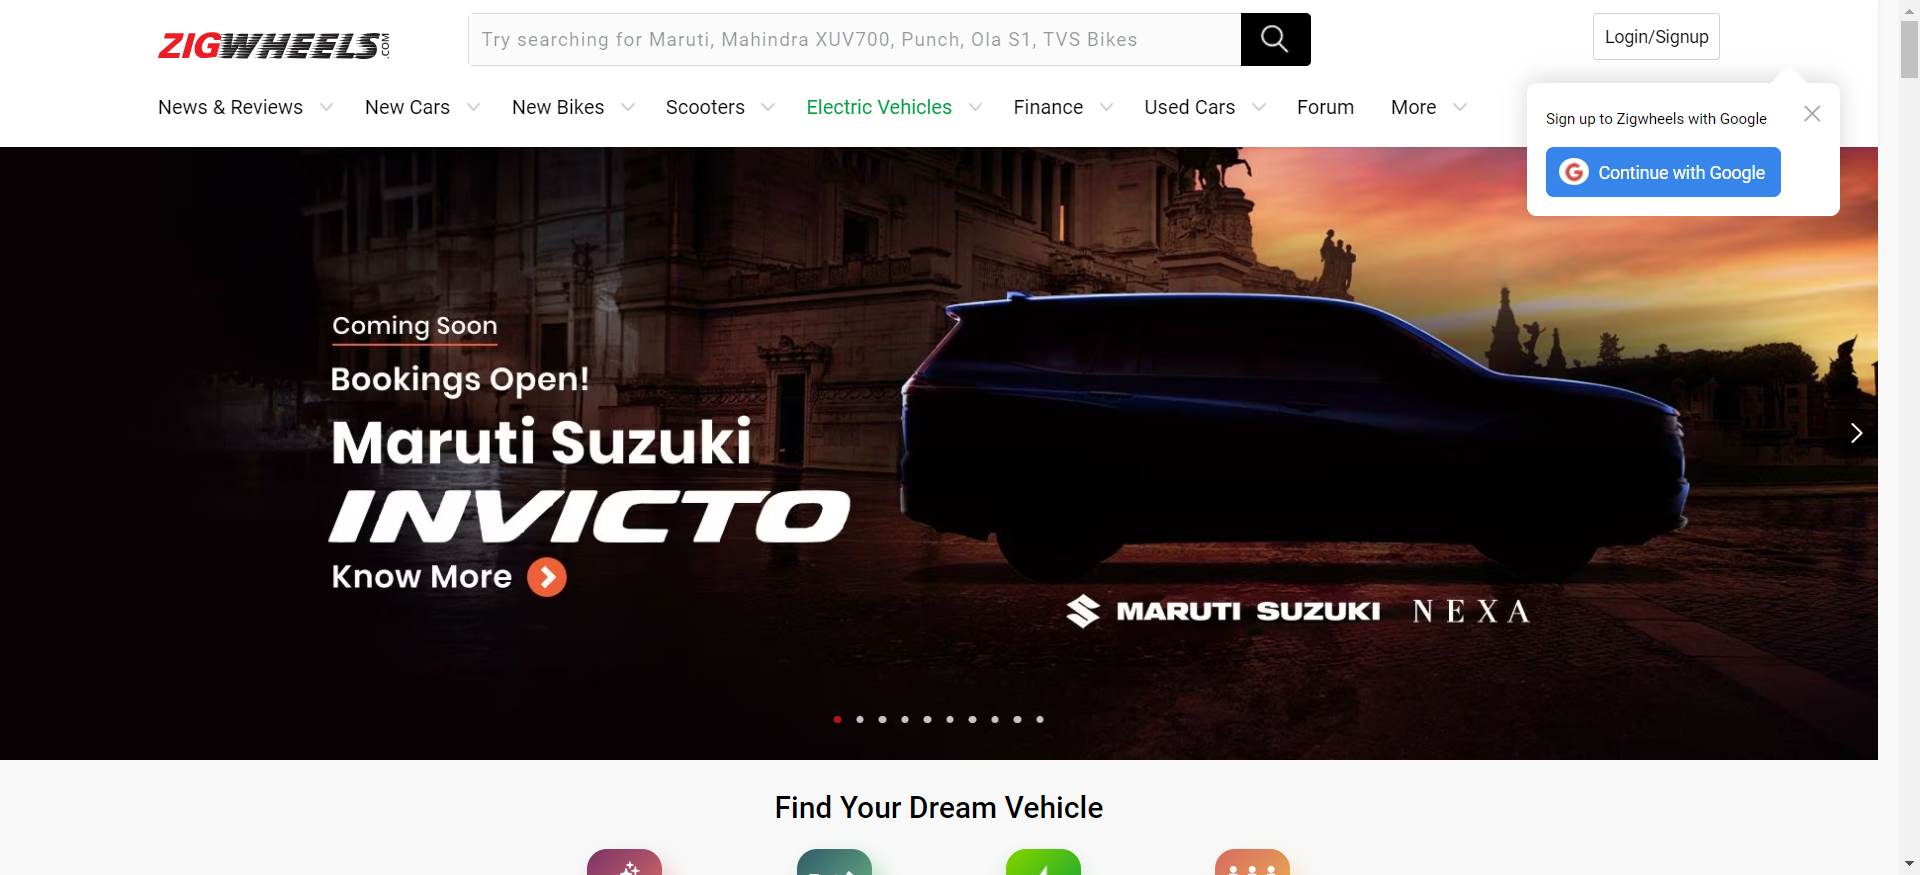 ZIGWHEELS.COM
Try searching for Maruti, Mahindra XUV700, Punch, Ola S1, TVS Bikes
Login/Signup
News & Reviews
New Cars
New Bikes
Scooters
Electric Vehicles
Finance
Used Cars
Forum
More
Sign up to Zigwheels with Google
G Continue with Google
Coming Soon
Bookings Open!
Maruti Suzuki
INVICTO
Know More
MARUTI SUZUKI NEXA
Find Your Dream Vehicle